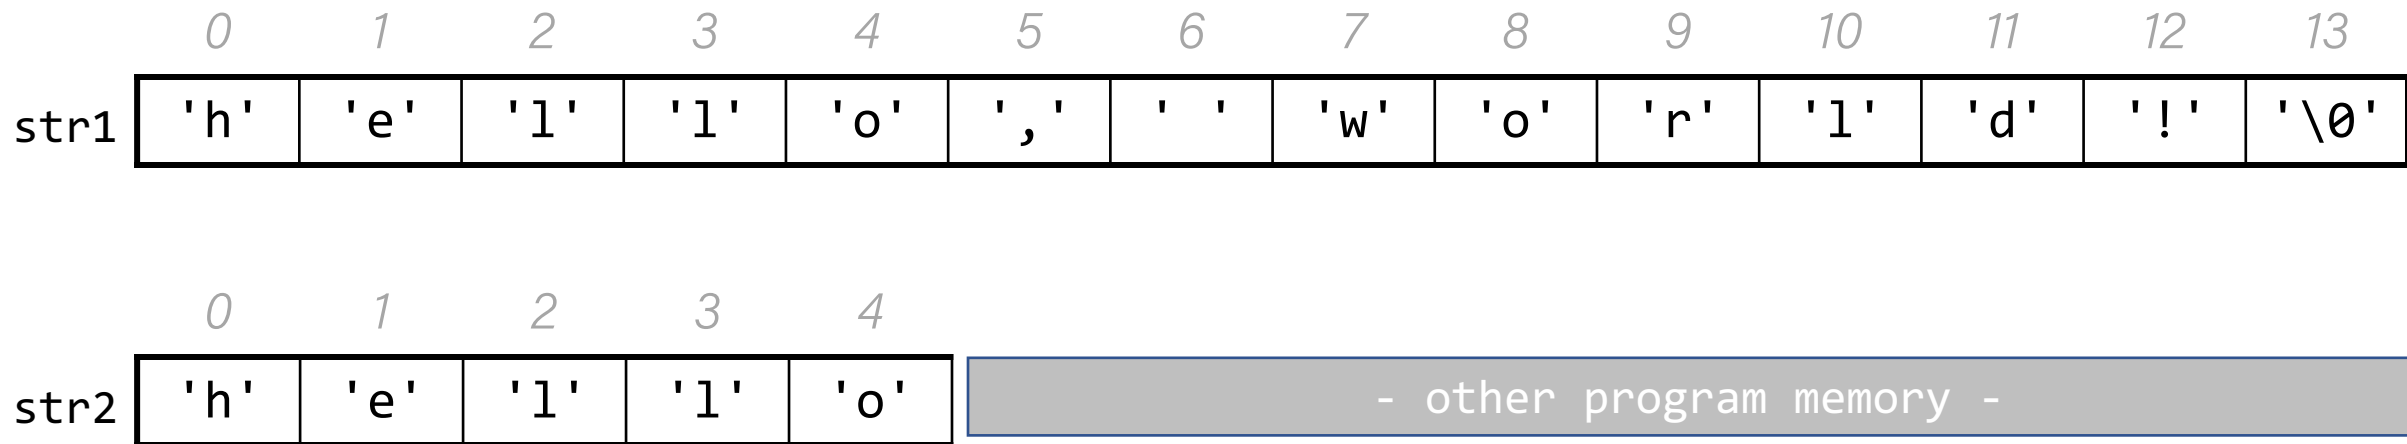 0 1 2 3 4 5 6 7 8 9 10 11 12 13
str1 'h' 'e' 'l' 'l' 'o' ',' ' ' 'w' 'o' 'r' 'l' 'd' '!' '\0'
0 1 2 3 4
str2 'h' 'e' 'l' 'l' 'o' - other program memory -